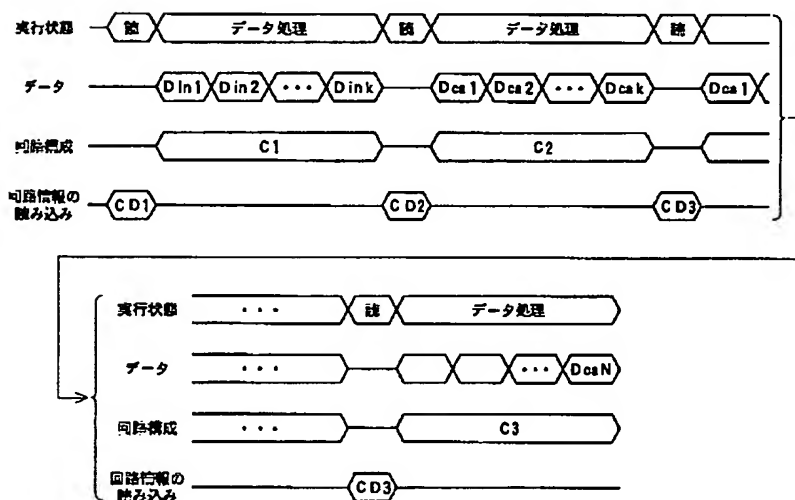 実行状態 読 データ処理 読 データ処理 読
データ Din1 Din2 ・・・ Dink Dca1 Dca2 ・・・ Dcak Dca1
回路構成 C1 C2
回路情報の
読み込み CD1 CD2 CD3
実行状態 ・・・ 読 データ処理
データ ・・・ ・・・ DcaN
回路構成 ・・・ C3
回路情報の
読み込み CD3